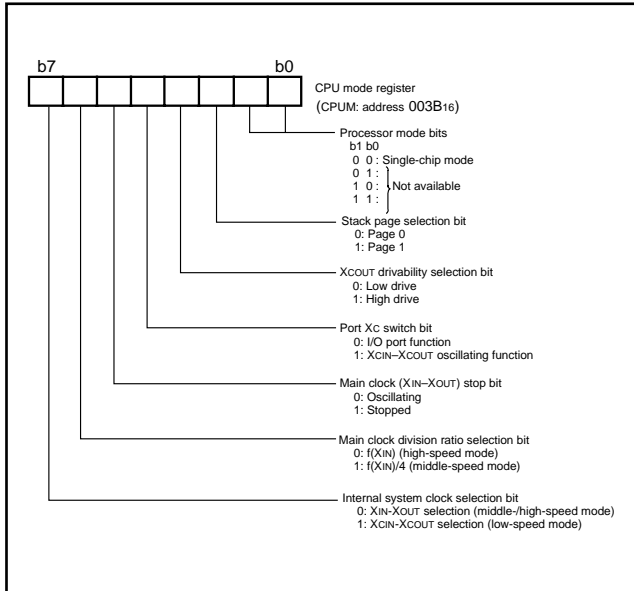 b7 b0
CPU mode register
(CPUM: address 003B16)
Processor mode bits
b1 b0
0 0 : Single-chip mode
0 1 :
1 0 : Not available
1 1 :
Stack page selection bit
0: Page 0
1: Page 1
XCOUT drivability selection bit
0: Low drive
1: High drive
Port XC switch bit
0: I/O port function
1: XCIN–XCOUT oscillating function
Main clock (XIN–XOUT) stop bit
0: Oscillating
1: Stopped
Main clock division ratio selection bit
0: f(XIN) (high-speed mode)
1: f(XIN)/4 (middle-speed mode)
Internal system clock selection bit
0: XIN-XOUT selection (middle-/high-speed mode)
1: XCIN-XCOUT selection (low-speed mode)